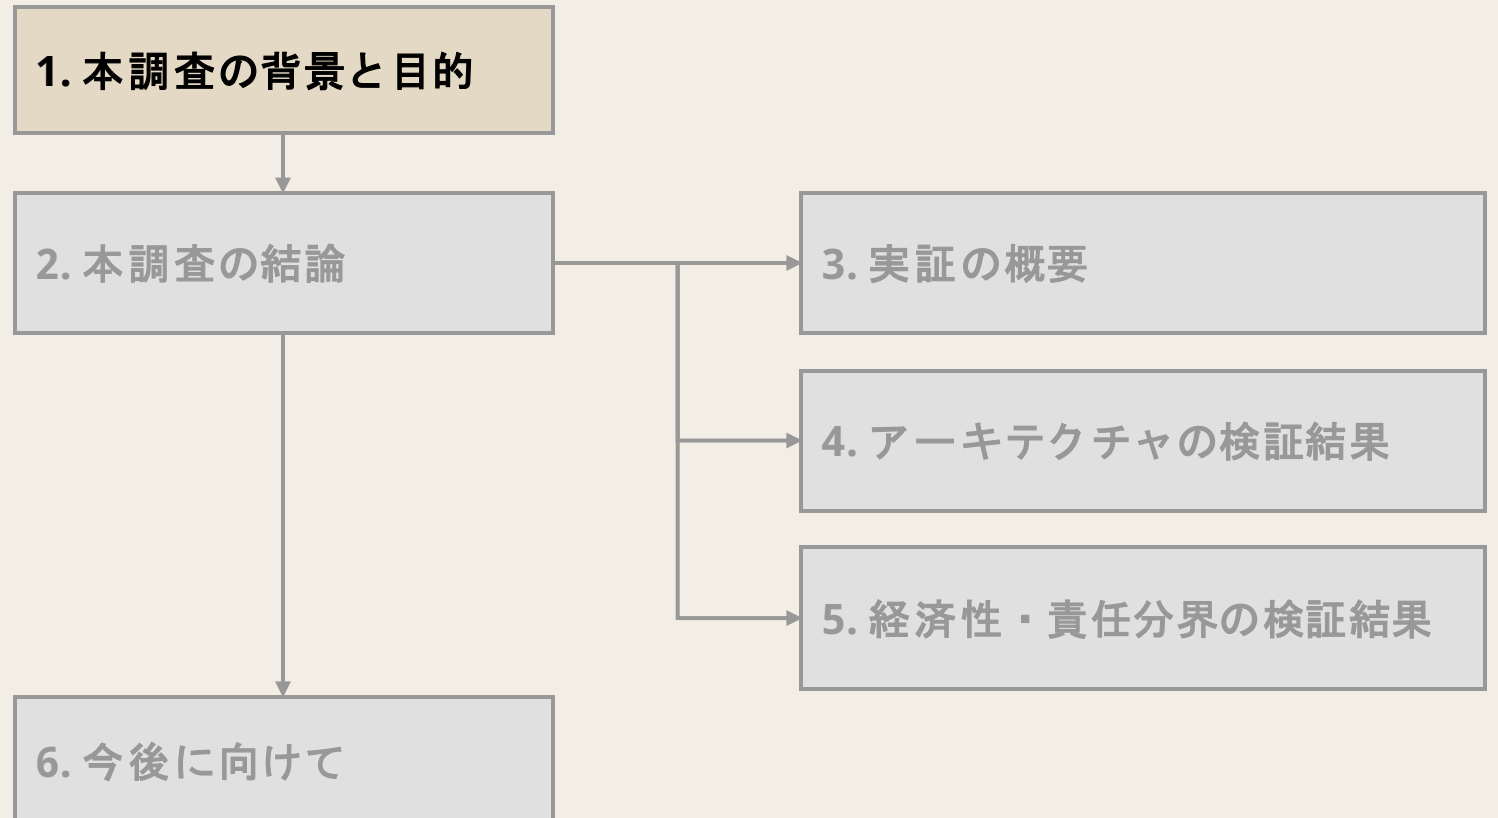 1. 本調査の背景と目的
2. 本調査の結論
3. 実証の概要
4. アーキテクチャの検証結果
5. 経済性・責任分界の検証結果
6. 今後に向けて